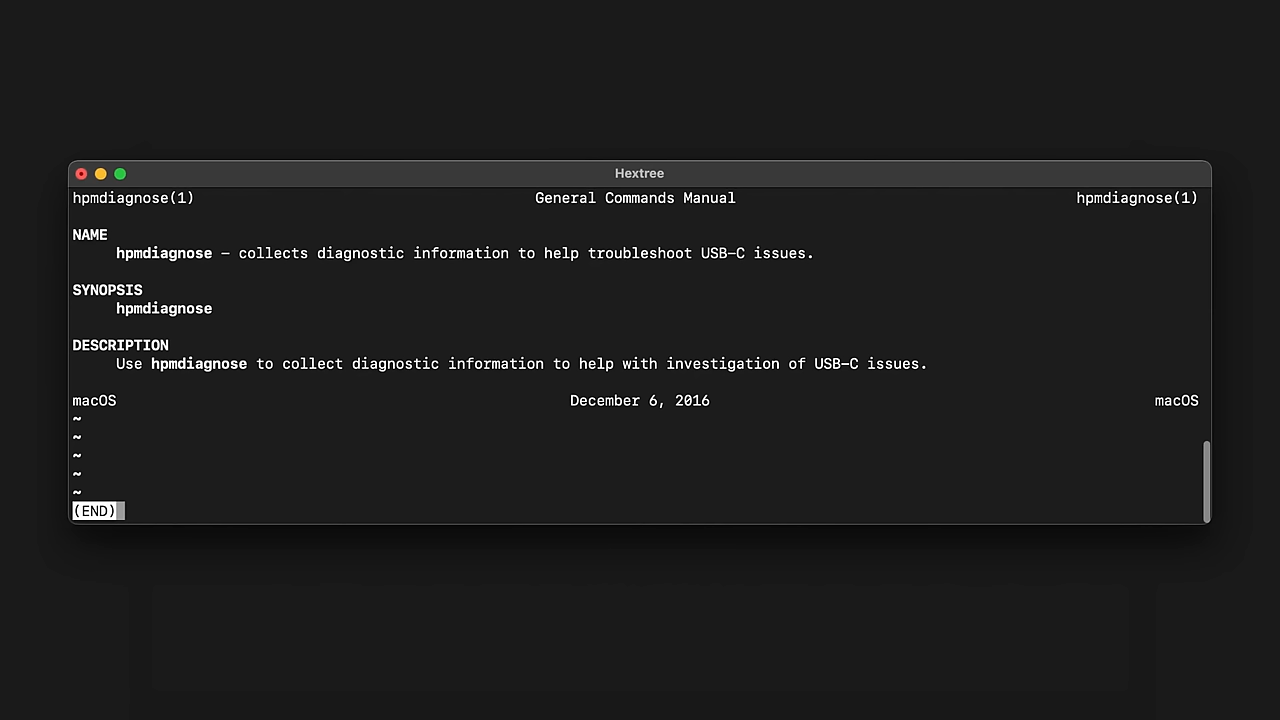 Hextree
hpmdiagnose(1) General Commands Manual hpmdiagnose(1)
NAME
hpmdiagnose – collects diagnostic information to help troubleshoot USB-C issues.
SYNOPSIS
hpmdiagnose
DESCRIPTION
Use hpmdiagnose to collect diagnostic information to help with investigation of USB-C issues.
macOS December 6, 2016 macOS
~
~
~
~
~
(END)